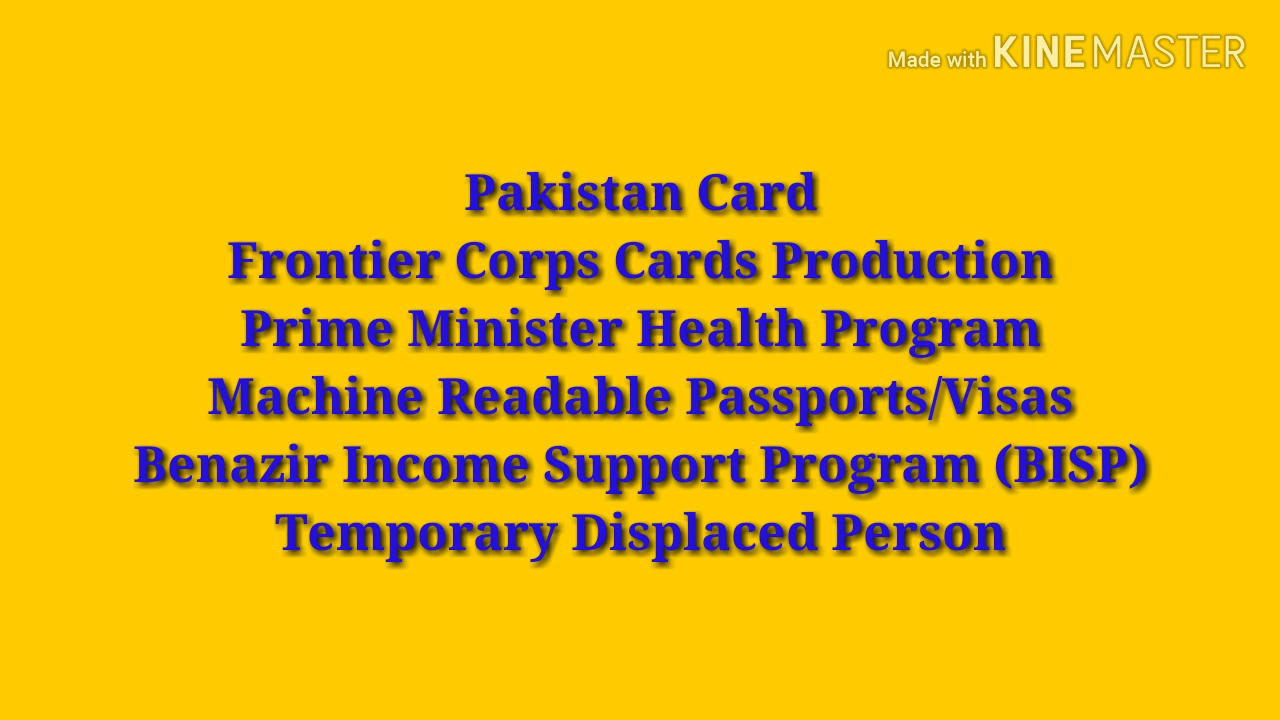 Made with KINEMASTER
Pakistan Card
Frontier Corps Cards Production
Prime Minister Health Program
Machine Readable Passports/Visas
Benazir Income Support Program (BISP)
Temporary Displaced Person